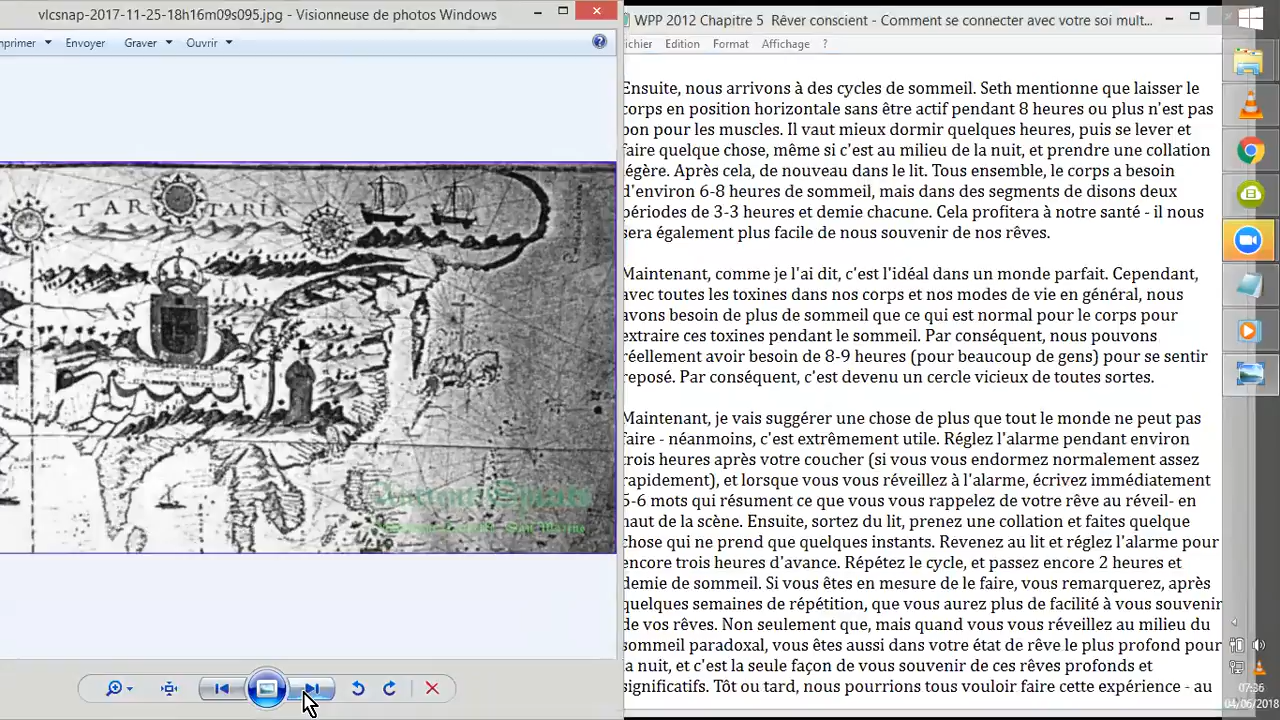 vlcsnap-2017-11-25-18h16m09s095.jpg - Visionneuse de photos Windows
primer
Envoyer
Graver
Ouvrir
TAR TARIA
WPP 2012 Chapitre 5 Rêver conscient - Comment se connecter avec votre soi mult...
ichier
Edition
Format
Affichage
?
Ensuite, nous arrivons à des cycles de sommeil. Seth mentionne que laisser le
corps en position horizontale sans être actif pendant 8 heures ou plus n'est pas
bon pour les muscles. Il vaut mieux dormir quelques heures, puis se lever et
faire quelque chose, même si c'est au milieu de la nuit, et prendre une collation
légère. Après cela, de nouveau dans le lit. Tous ensemble, le corps a besoin
d'environ 6-8 heures de sommeil, mais dans des segments de disons deux
périodes de 3-3 heures et demie chacune. Cela profitera à notre santé - il nous
sera également plus facile de nous souvenir de nos rêves.
Maintenant, comme je l'ai dit, c'est l'idéal dans un monde parfait. Cependant,
avec toutes les toxines dans nos corps et nos modes de vie en général, nous
avons besoin de plus de sommeil que ce qui est normal pour le corps pour
extraire ces toxines pendant le sommeil. Par conséquent, nous pouvons
réellement avoir besoin de 8-9 heures (pour beaucoup de gens) pour se sentir
reposé. Par conséquent, c'est devenu un cercle vicieux de toutes sortes.
Maintenant, je vais suggérer une chose de plus que tout le monde ne peut pas
faire - néanmoins, c'est extrêmement utile. Réglez l'alarme pendant environ
trois heures après votre coucher (si vous vous endormez normalement assez
rapidement), et lorsque vous vous réveillez à l'alarme, écrivez immédiatement
5-6 mots qui résument ce que vous vous rappelez de votre rêve au réveil- en
haut de la scène. Ensuite, sortez du lit, prenez une collation et faites quelque
chose qui ne prend que quelques instants. Revenez au lit et réglez l'alarme pour
encore trois heures d'avance. Répétez le cycle, et passez encore 2 heures et
demie de sommeil. Si vous êtes en mesure de le faire, vous remarquerez, après
quelques semaines de répétition, que vous aurez plus de facilité à vous souvenir
de vos rêves. Non seulement que, mais quand vous vous réveillez au milieu du
sommeil paradoxal, vous êtes aussi dans votre état de rêve le plus profond pour
la nuit, et c'est la seule façon de vous souvenir de ces rêves profonds et
significatifs. Tôt ou tard, nous pourrions tous vouloir faire cette expérience - au
07:36
04/06/2018